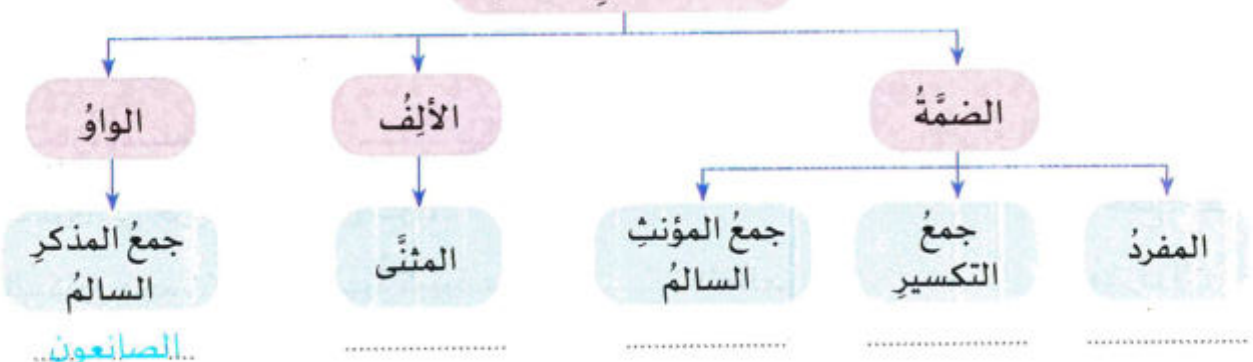 الضمَّةُ
الألِفُ
الواوُ
المفردُ
جمعُ
التكسيرِ
جمعُ المؤنثِ
السالمُ
المثنَّى
جمعُ المذكرِ
السالمُ
الصانعون